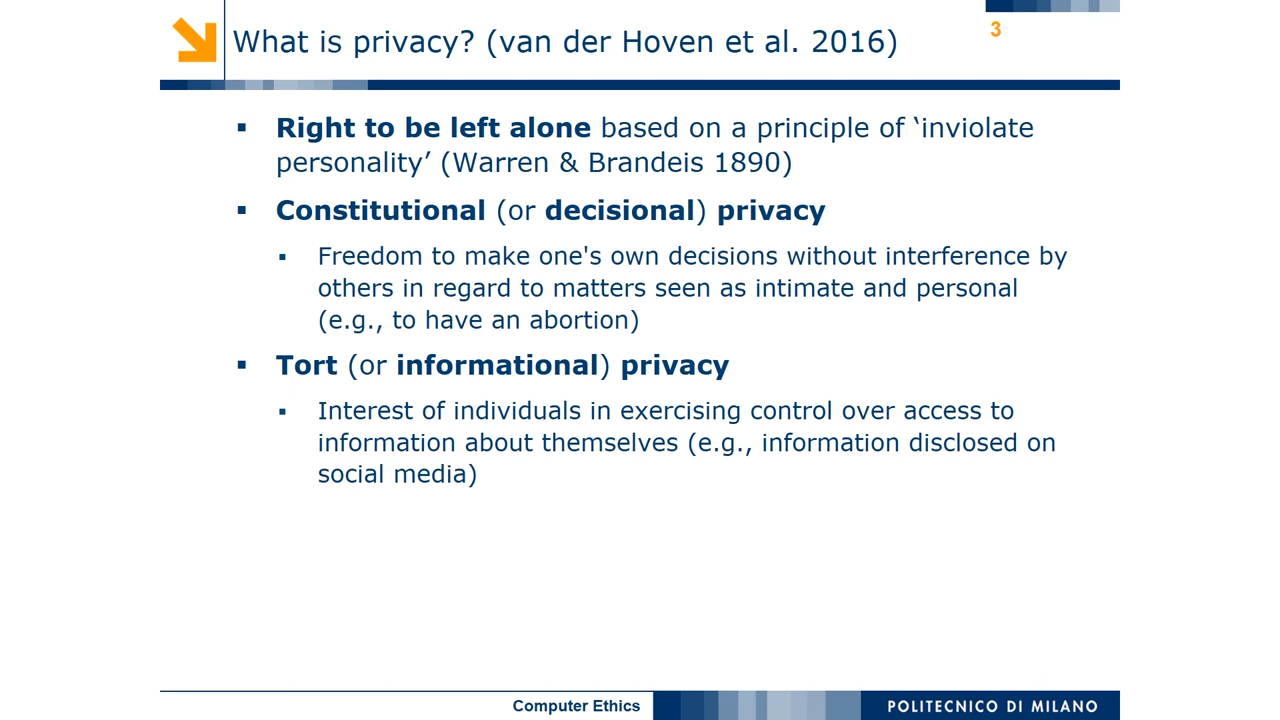 What is privacy? (van der Hoven et al. 2016)
3
▪ Right to be left alone based on a principle of ‘inviolate
personality’ (Warren & Brandeis 1890)
▪ Constitutional (or decisional) privacy
▪ Freedom to make one's own decisions without interference by
others in regard to matters seen as intimate and personal
(e.g., to have an abortion)
▪ Tort (or informational) privacy
▪ Interest of individuals in exercising control over access to
information about themselves (e.g., information disclosed on
social media)
Computer Ethics
POLITECNICO DI MILANO